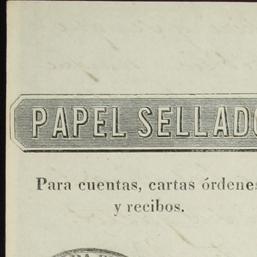 PAPEL SELLADO
Para cuentas, cartas órdenes
y recibos.